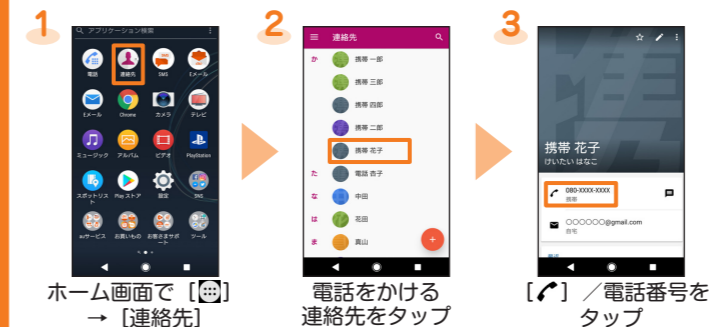 1
アプリケーション検索
電話 連絡先 SMS Eメール
Eメール Chrome カメラ テレビ
ミュージック アルバム ビデオ PlayStation
スポットリスト Play ストア 設定 SNS
auサービス お買いもの お客さまサポート ツール
ホーム画面で［ ］
→［連絡先］
2
連絡先
か 携帯 一郎
携帯 三郎
携帯 四郎
携帯 二郎
携帯 花子
た 電話 杏子
な 中田
は 花田
ま 真山
電話をかける
連絡先をタップ
3
携
携帯 花子
けいたい はなこ
080-XXXX-XXXX
携帯
〇〇〇〇〇〇@gmail.com
自宅
［ ］／電話番号を
タップ